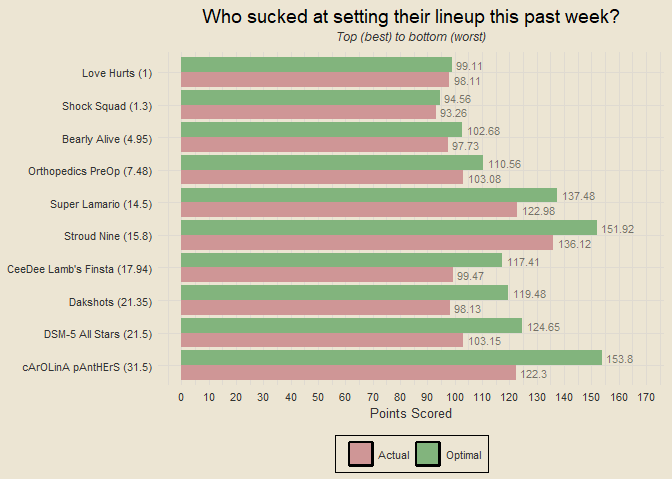 Who sucked at setting their lineup this past week?
Top (best) to bottom (worst)
Love Hurts (1)
99.11
98.11
Shock Squad (1.3)
94.56
93.26
Bearly Alive (4.95)
102.68
97.73
Orthopedics PreOp (7.48)
110.56
103.08
Super Lamario (14.5)
137.48
122.98
Stroud Nine (15.8)
151.92
136.12
CeeDee Lamb's Finsta (17.94)
117.41
99.47
Dakshots (21.35)
119.48
98.13
DSM-5 All Stars (21.5)
124.65
103.15
cArOLinA pAntHErS (31.5)
153.8
122.3
0 10 20 30 40 50 60 70 80 90 100 110 120 130 140 150 160 170
Points Scored
Actual Optimal